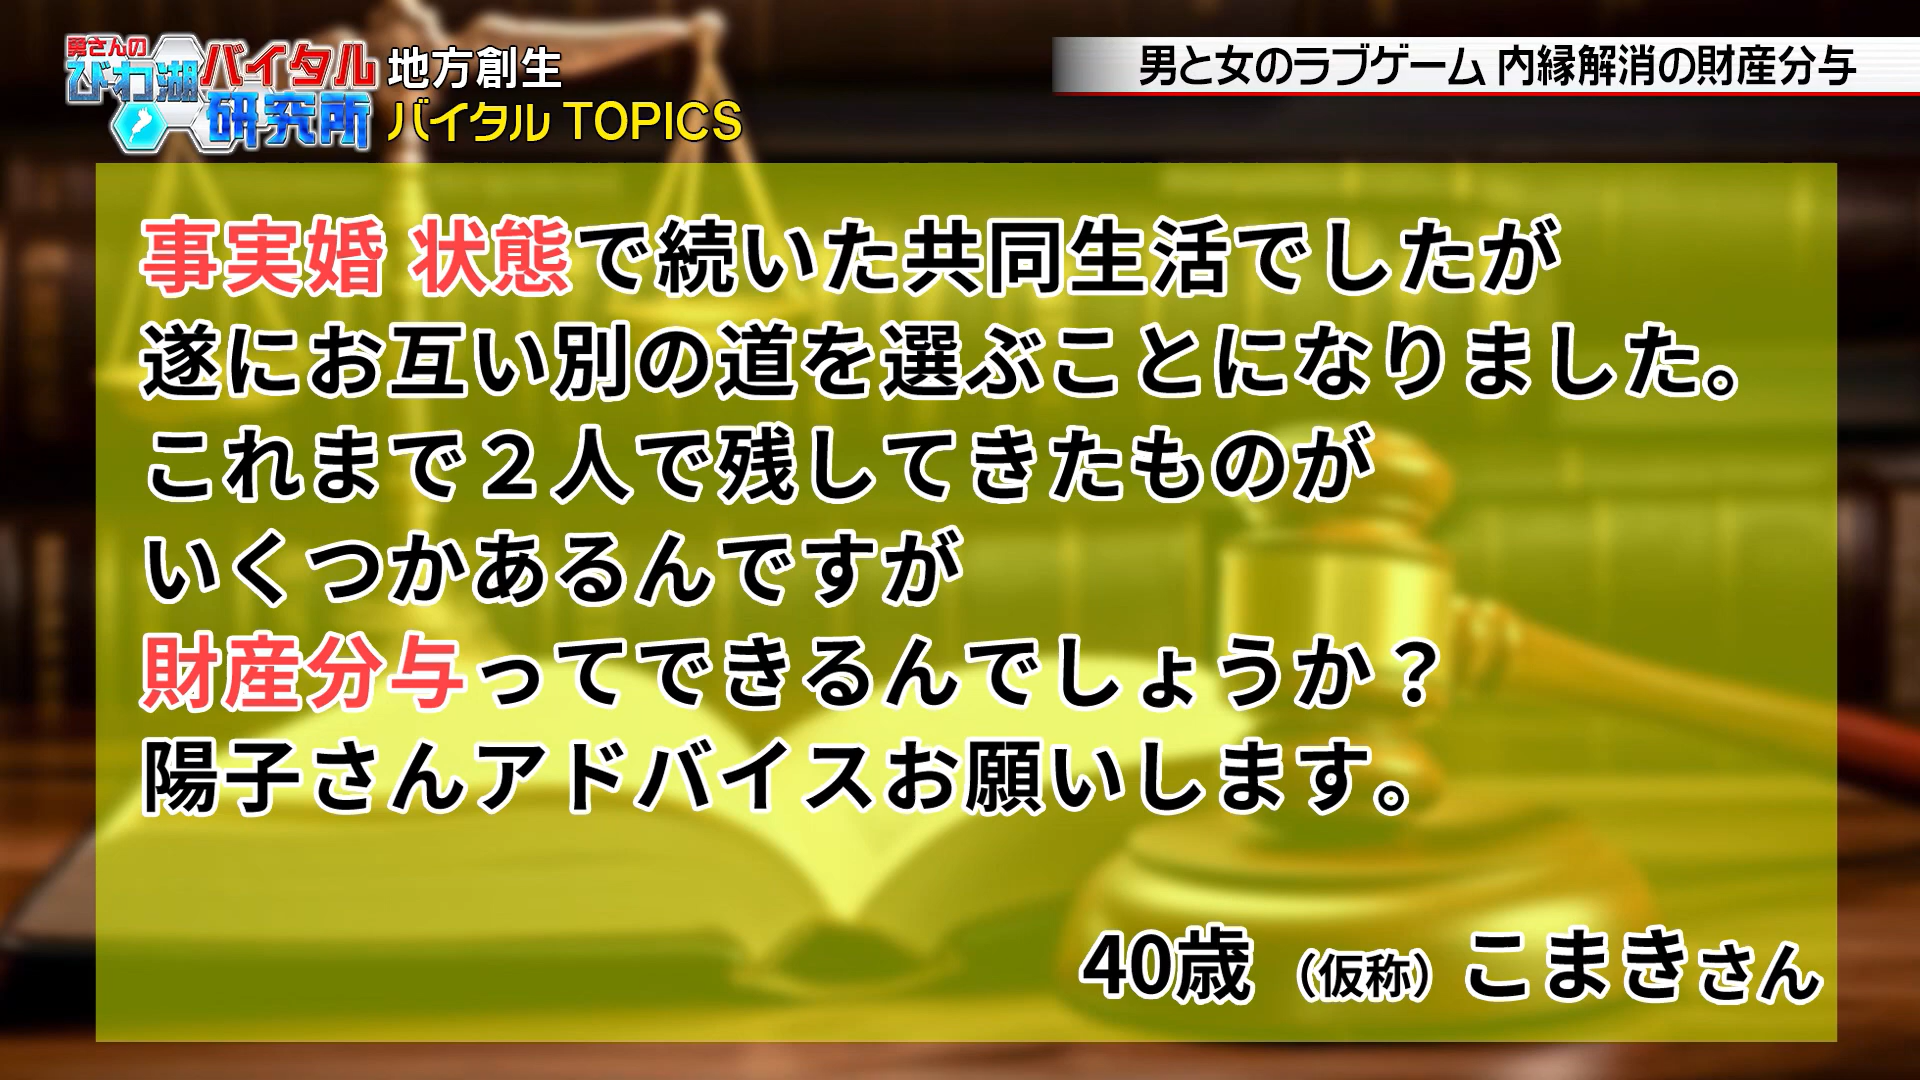 勇さんの
びわ湖バイタル
研究所
地方創生
バイタル TOPICS
男と女のラブゲーム 内縁解消の財産分与
事実婚 状態で続いた共同生活でしたが
遂にお互い別の道を選ぶことになりました。
これまで２人で残してきたものが
いくつかあるんですが
財産分与ってできるんでしょうか？
陽子さんアドバイスお願いします。
40歳 （仮称）こまきさん